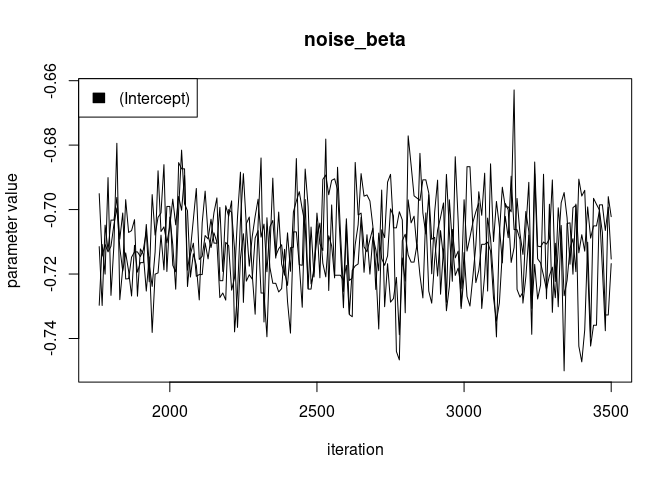 noise_beta
(Intercept)
parameter value
-0.66
-0.68
-0.70
-0.72
-0.74
2000 2500 3000 3500
iteration